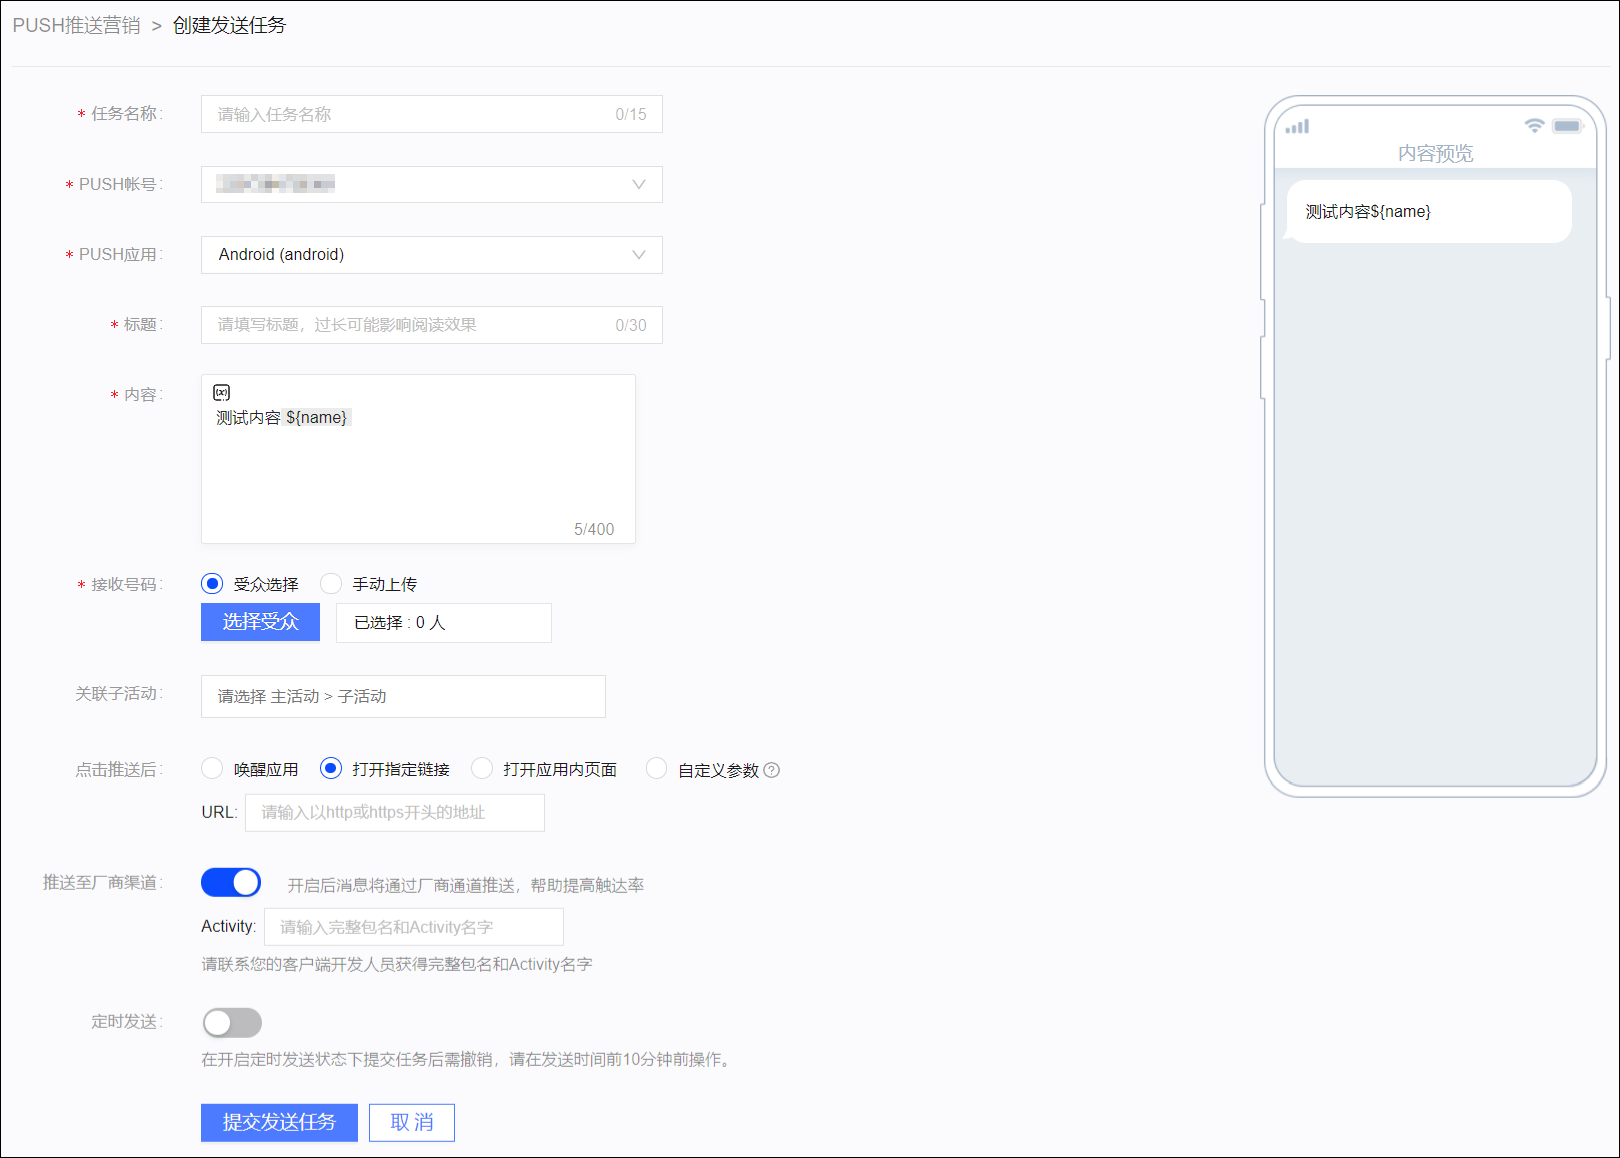 PUSH推送营销 > 创建发送任务
* 任务名称: 请输入任务名称 0/15
* PUSH帐号:
* PUSH应用: Android (android)
* 标题: 请填写标题，过长可能影响阅读效果 0/30
* 内容: (x)
测试内容 ${name}
5/400
* 接收号码: 受众选择 手动上传
选择受众 已选择 : 0 人
关联子活动: 请选择 主活动 > 子活动
点击推送后: 唤醒应用 打开指定链接 打开应用内页面 自定义参数 ?
URL: 请输入以http或https开头的地址
推送至厂商渠道: 开启后消息将通过厂商通道推送，帮助提高触达率
Activity: 请输入完整包名和Activity名字
请联系您的客户端开发人员获得完整包名和Activity名字
定时发送:
在开启定时发送状态下提交任务后需撤销，请在发送时间前10分钟前操作。
提交发送任务 取 消
内容预览
测试内容${name}